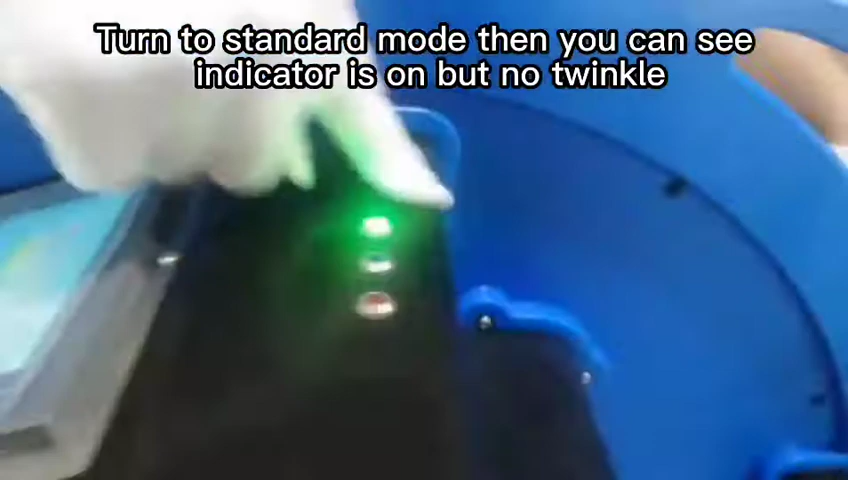 Turn to standard mode then you can see
indicator is on but no twinkle